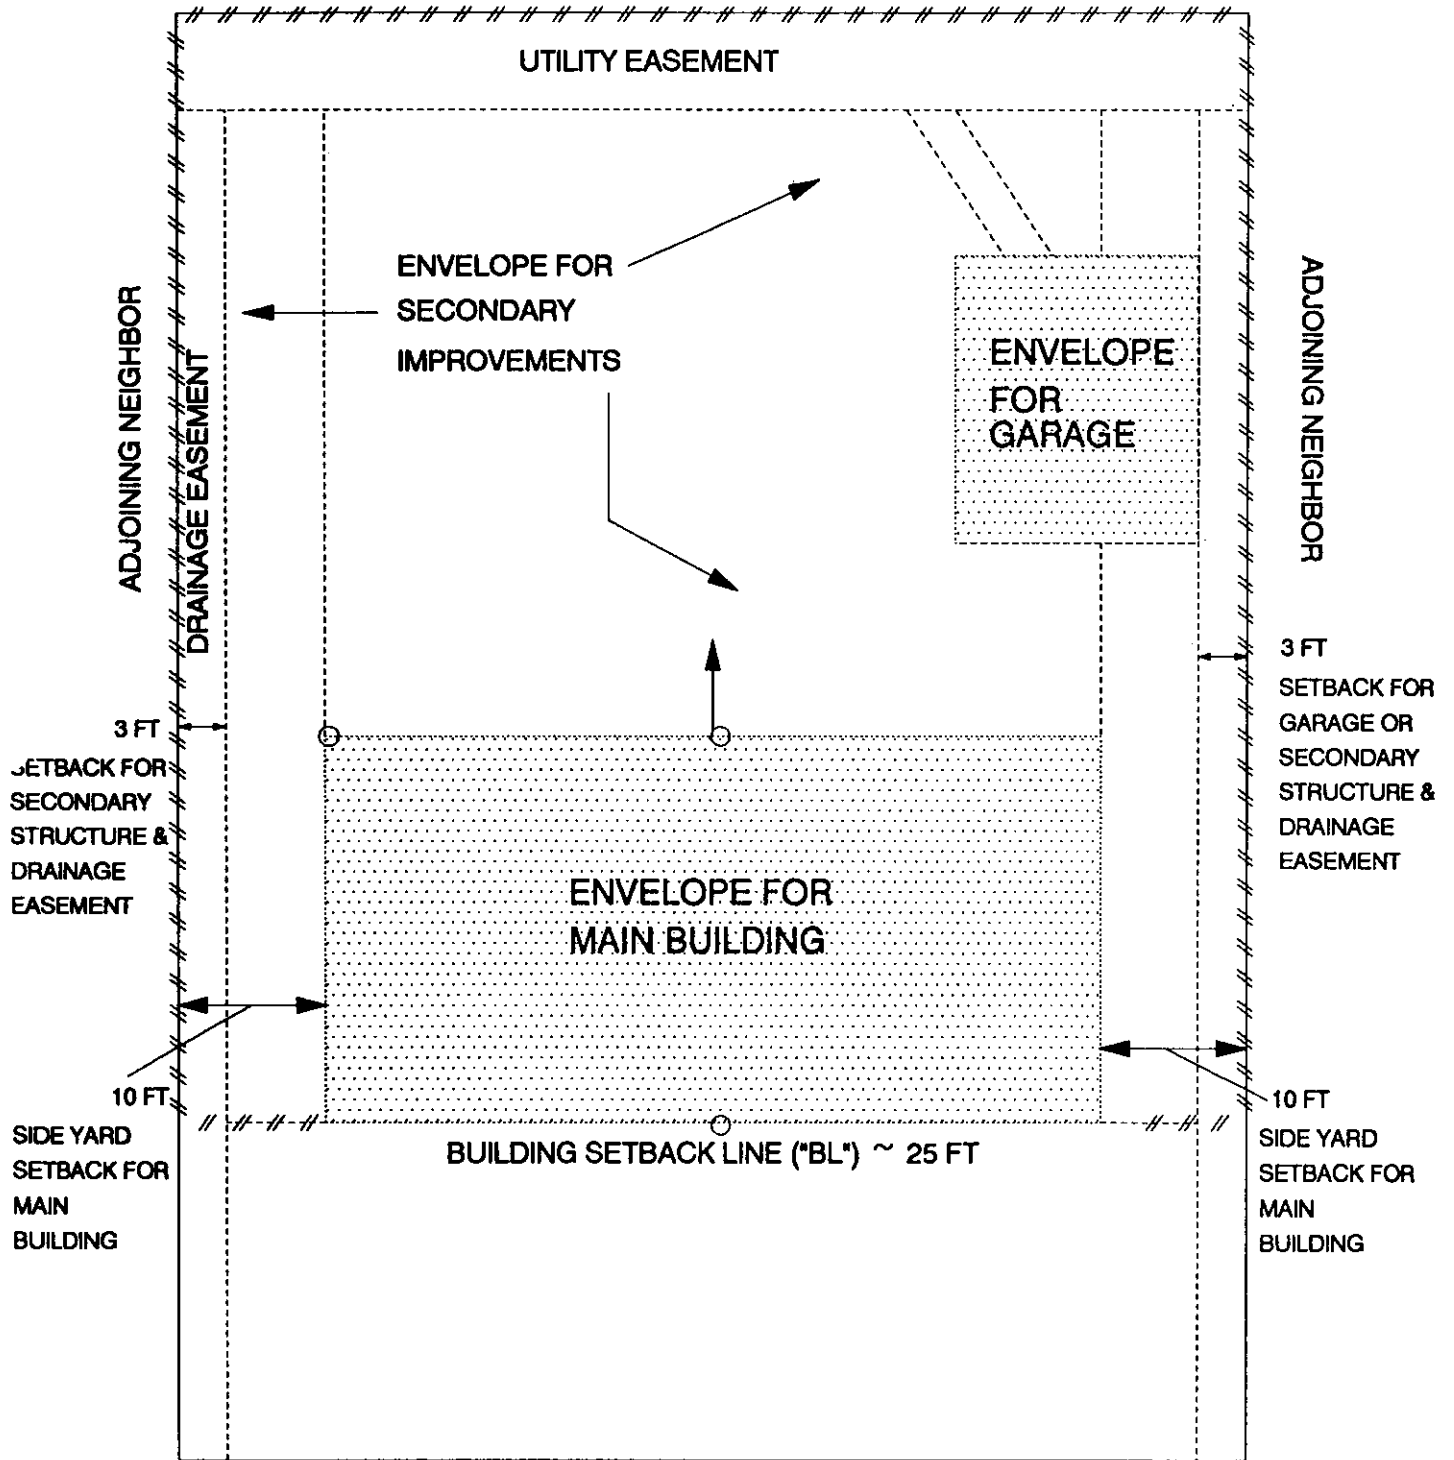 UTILITY EASEMENT
ENVELOPE FOR
SECONDARY
IMPROVEMENTS
ADJOINING NEIGHBOR
DRAINAGE EASEMENT
ENVELOPE
FOR
GARAGE
ADJOINING NEIGHBOR
3 FT
SETBACK FOR
GARAGE OR
SECONDARY
STRUCTURE &
DRAINAGE
EASEMENT
3 FT
SETBACK FOR
SECONDARY
STRUCTURE &
DRAINAGE
EASEMENT
ENVELOPE FOR
MAIN BUILDING
10 FT
SIDE YARD
SETBACK FOR
MAIN
BUILDING
BUILDING SETBACK LINE ("BL") ~ 25 FT
10 FT
SIDE YARD
SETBACK FOR
MAIN
BUILDING